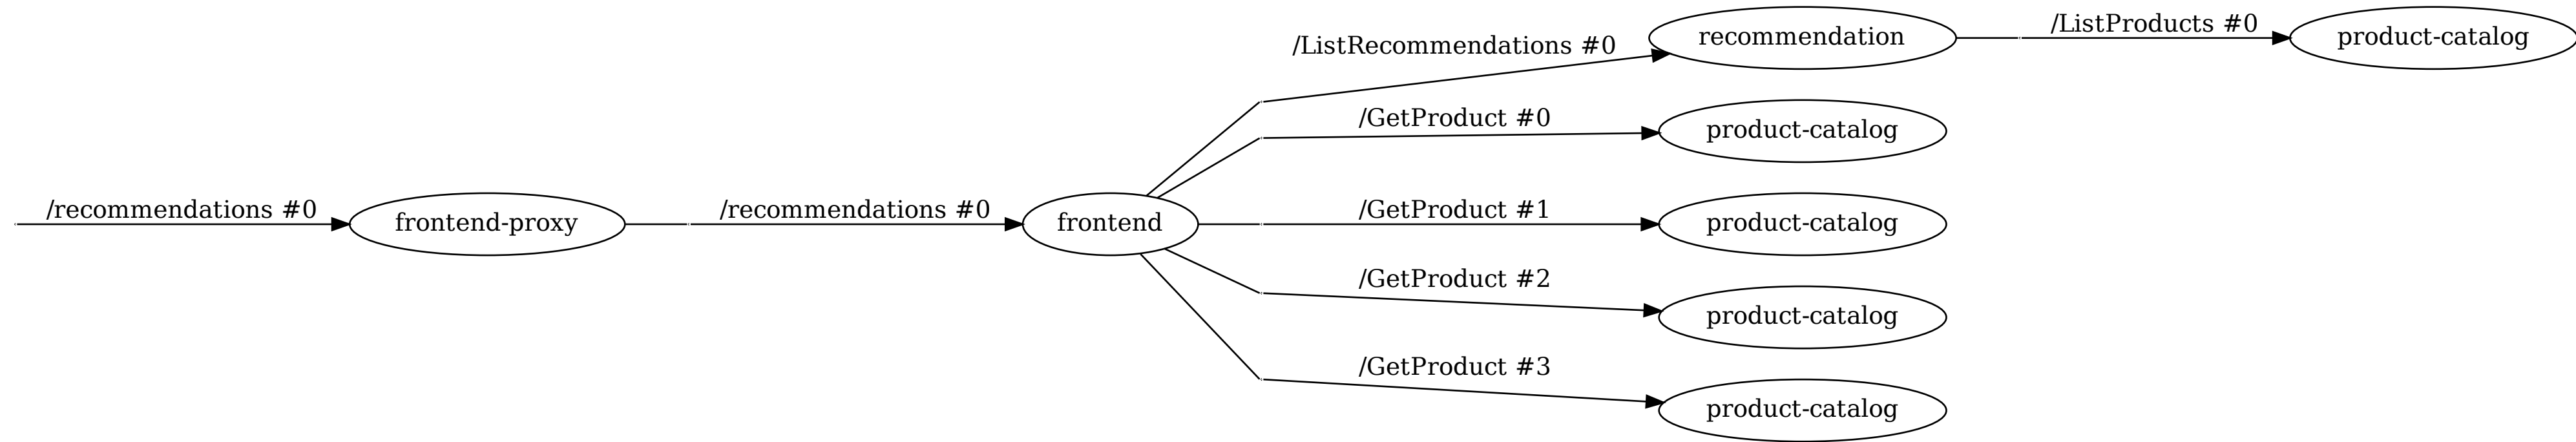 /recommendations #0
frontend-proxy
/recommendations #0
frontend
/ListRecommendations #0
recommendation
/ListProducts #0
product-catalog
/GetProduct #0
product-catalog
/GetProduct #1
product-catalog
/GetProduct #2
product-catalog
/GetProduct #3
product-catalog